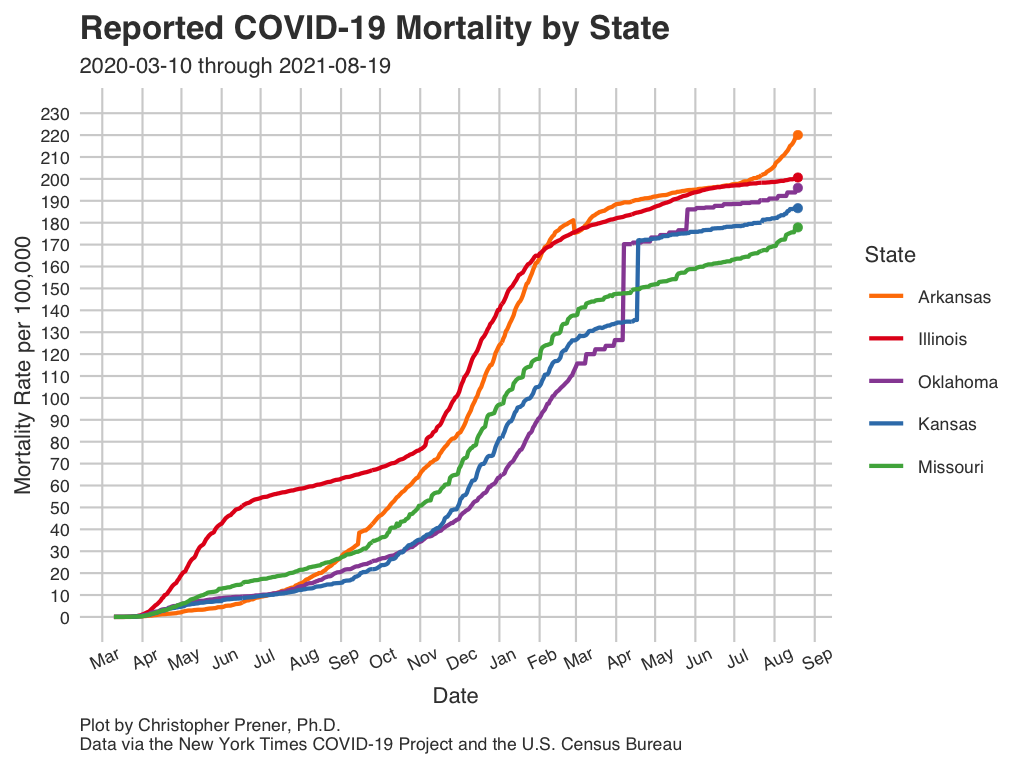 Reported COVID-19 Mortality by State
2020-03-10 through 2021-08-19
Mortality Rate per 100,000
230
220
210
200
190
180
170
160
150
140
130
120
110
100
90
80
70
60
50
40
30
20
10
0
Mar Apr May Jun Jul Aug Sep Oct Nov Dec Jan Feb Mar Apr May Jun Jul Aug Sep
Date
State
Arkansas
Illinois
Oklahoma
Kansas
Missouri
Plot by Christopher Prener, Ph.D.
Data via the New York Times COVID-19 Project and the U.S. Census Bureau